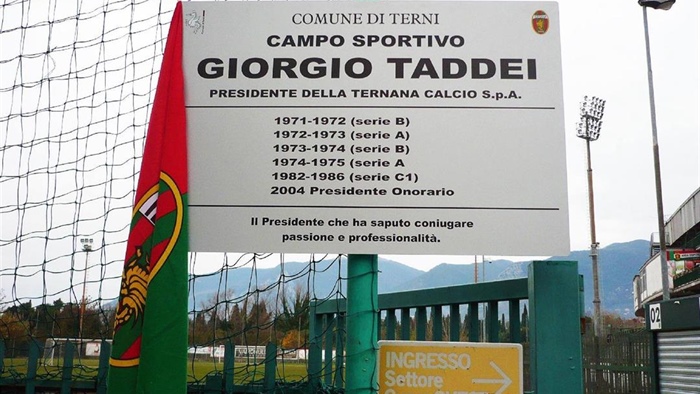 COMUNE DI TERNI
CAMPO SPORTIVO
GIORGIO TADDEI
PRESIDENTE DELLA TERNANA CALCIO S.p.A.
1971-1972 (serie B)
1972-1973 (serie A)
1973-1974 (serie B)
1974-1975 (serie A
1982-1986 (serie C1)
2004 Presidente Onorario
Il Presidente che ha saputo coniugare
passione e professionalità.
02
INGRESSO
Settore